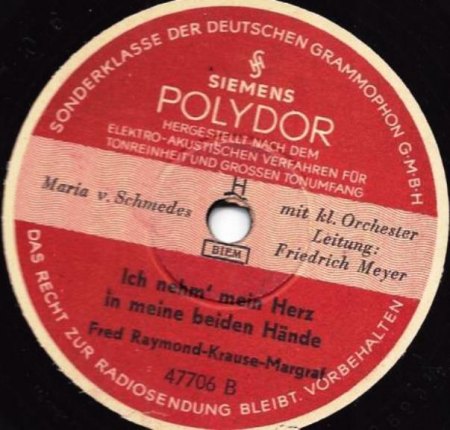 SONDERKLASSE DER DEUTSCHEN GRAMMOPHON G·M·B·H
SIEMENS
POLYDOR
HERGESTELLT NACH DEM
ELEKTRO-AKUSTISCHEN VERFAHREN FÜR
TONREINHEIT UND GROSSEN TONUMFANG
H
Maria v. Schmedes
mit kl. Orchester
Leitung:
Friedrich Meyer
BIEM
Ich nehm' mein Herz
in meine beiden Hände
Fred Raymond-Krause-Margraf
47706 B
DAS RECHT ZUR RADIOSENDUNG BLEIBT VORBEHALTEN